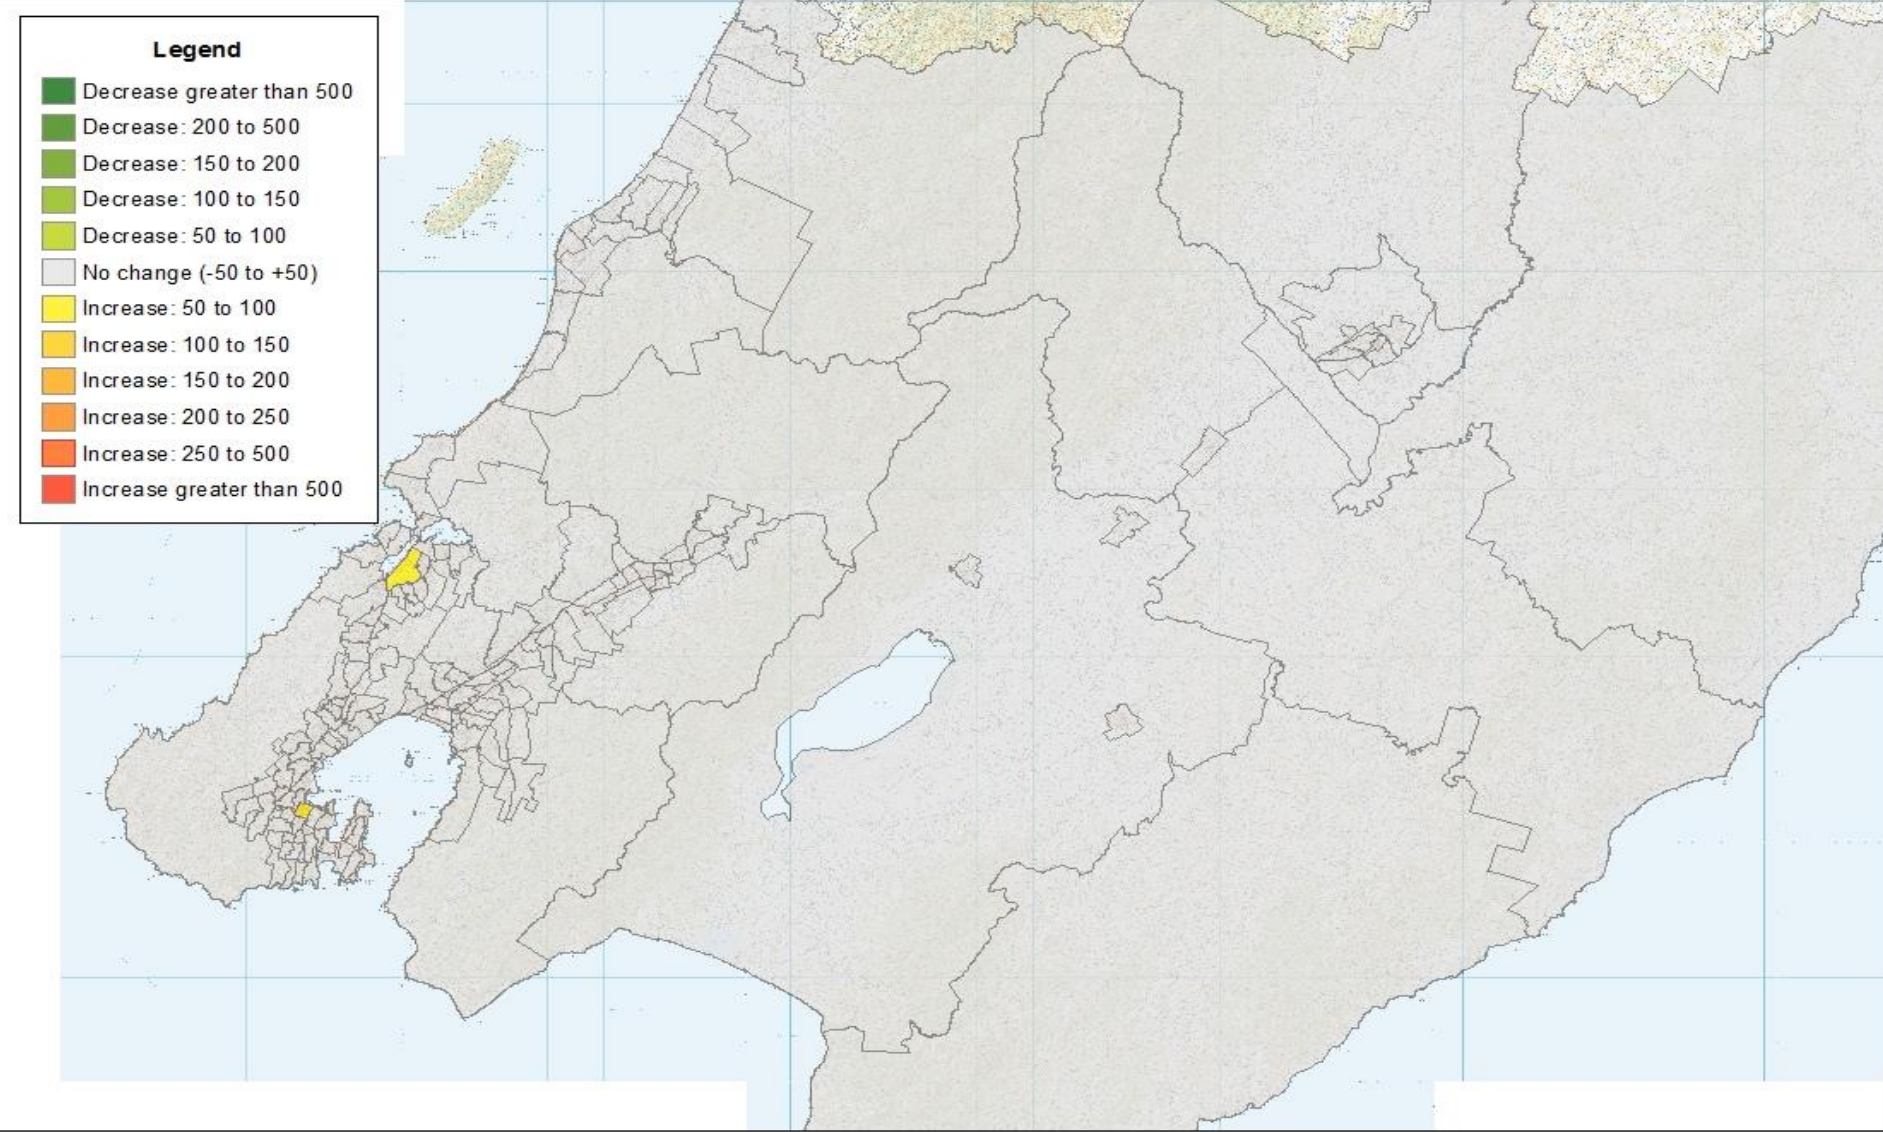 Legend
Decrease greater than 500
Decrease: 200 to 500
Decrease: 150 to 200
Decrease: 100 to 150
Decrease: 50 to 100
No change (-50 to +50)
Increase: 50 to 100
Increase: 100 to 150
Increase: 150 to 200
Increase: 200 to 250
Increase: 250 to 500
Increase greater than 500